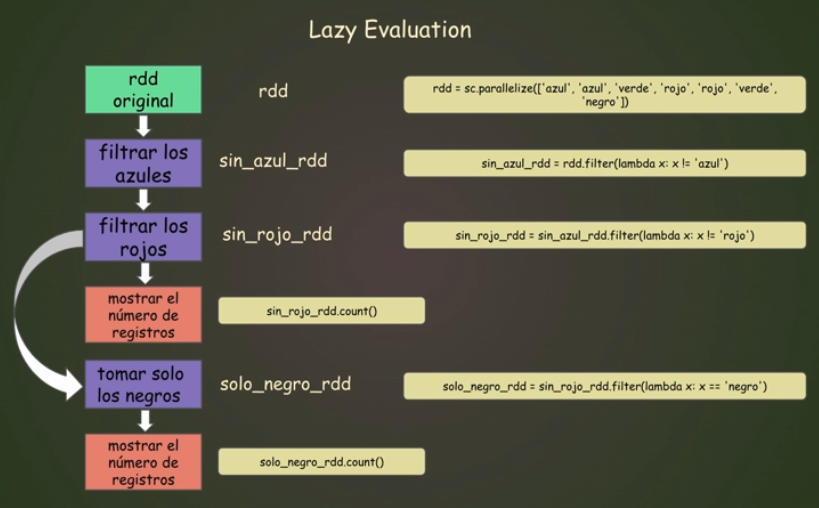 Lazy Evaluation
rdd
original
rdd
rdd = sc.parallelize(['azul', 'azul', 'verde', 'rojo', 'rojo', 'verde',
'negro'])
filtrar los
azules
sin_azul_rdd
sin_azul_rdd = rdd.filter(lambda x: x != 'azul')
filtrar los
rojos
sin_rojo_rdd
sin_rojo_rdd = sin_azul_rdd.filter(lambda x: x != 'rojo')
mostrar el
número de
registros
sin_rojo_rdd.count()
tomar solo
los negros
solo_negro_rdd
solo_negro_rdd = sin_rojo_rdd.filter(lambda x: x == 'negro')
mostrar el
número de
registros
solo_negro_rdd.count()